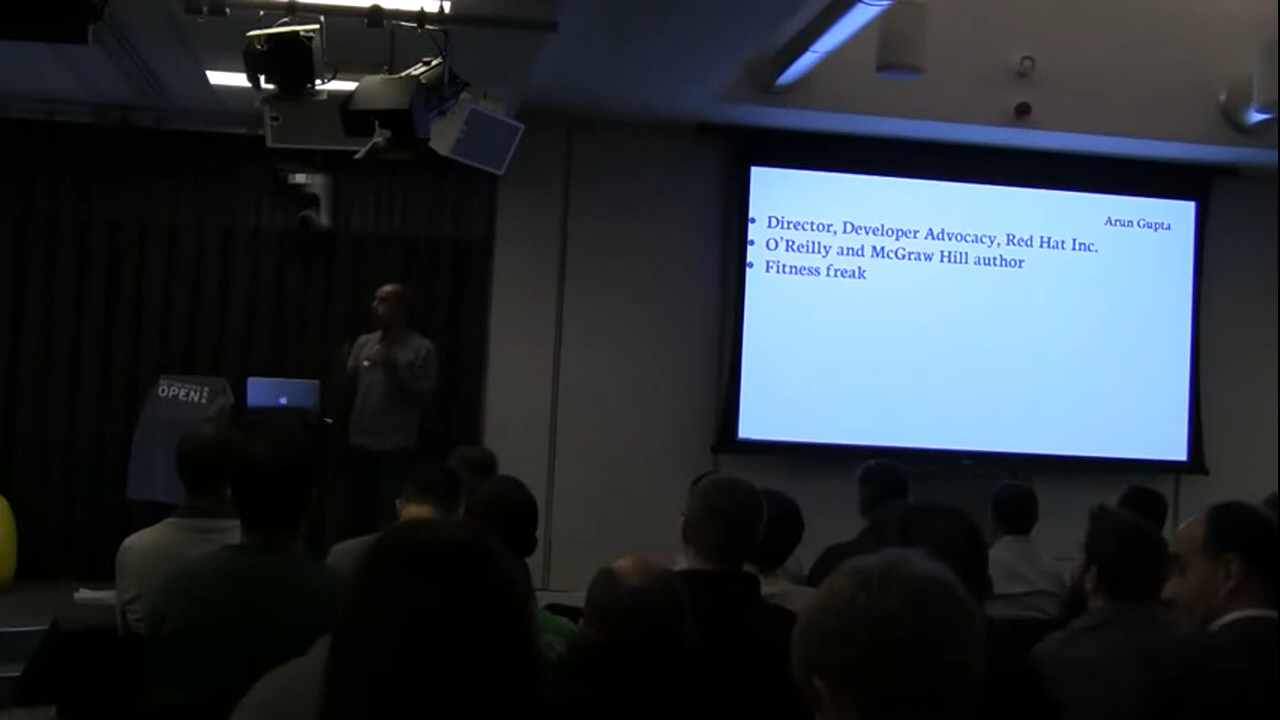 OPEN
Arun Gupta
• Director, Developer Advocacy, Red Hat Inc.
• O'Reilly and McGraw Hill author
• Fitness freak